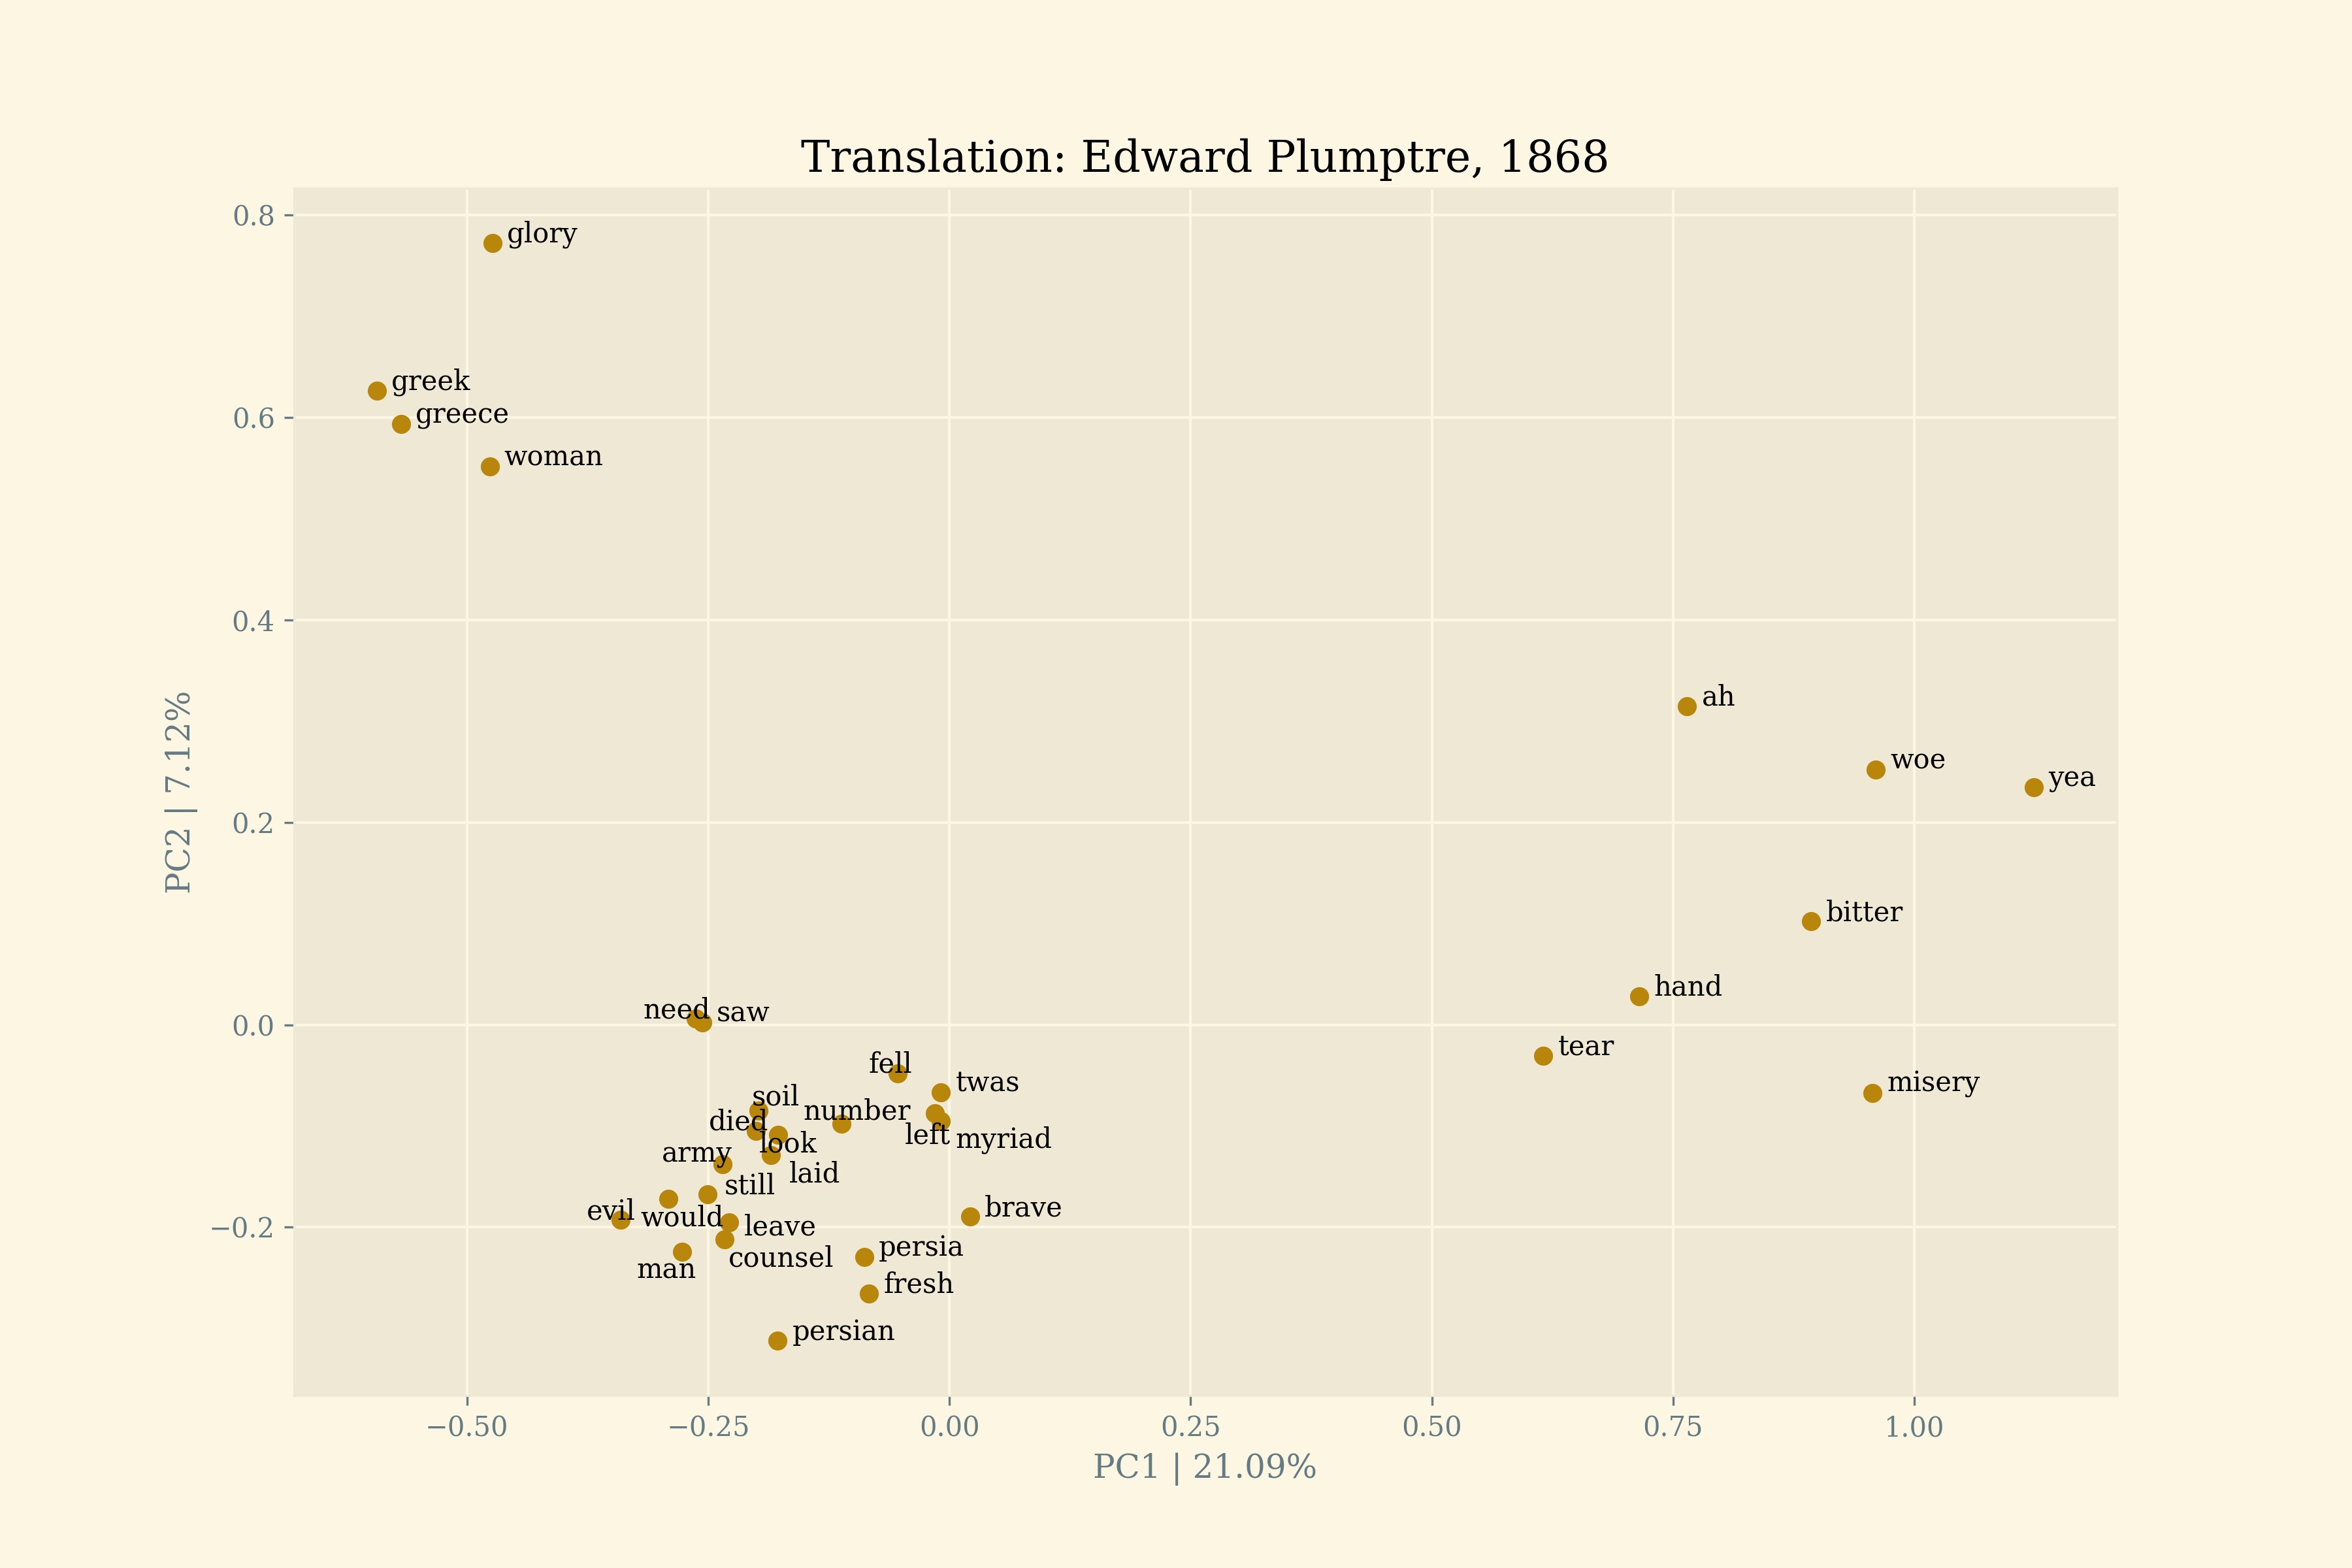 Translation: Edward Plumptre, 1868
0.8
glory
greek
greece
0.6
woman
0.4
ah
woe
yea
0.2
PC2 | 7.12%
bitter
hand
need saw
0.0
tear
fell
twas
misery
soil
number
died
left myriad
look
army
laid
still
evil would
brave
leave
−0.2
persia
counsel
man
fresh
persian
−0.50 −0.25 0.00 0.25 0.50 0.75 1.00
PC1 | 21.09%